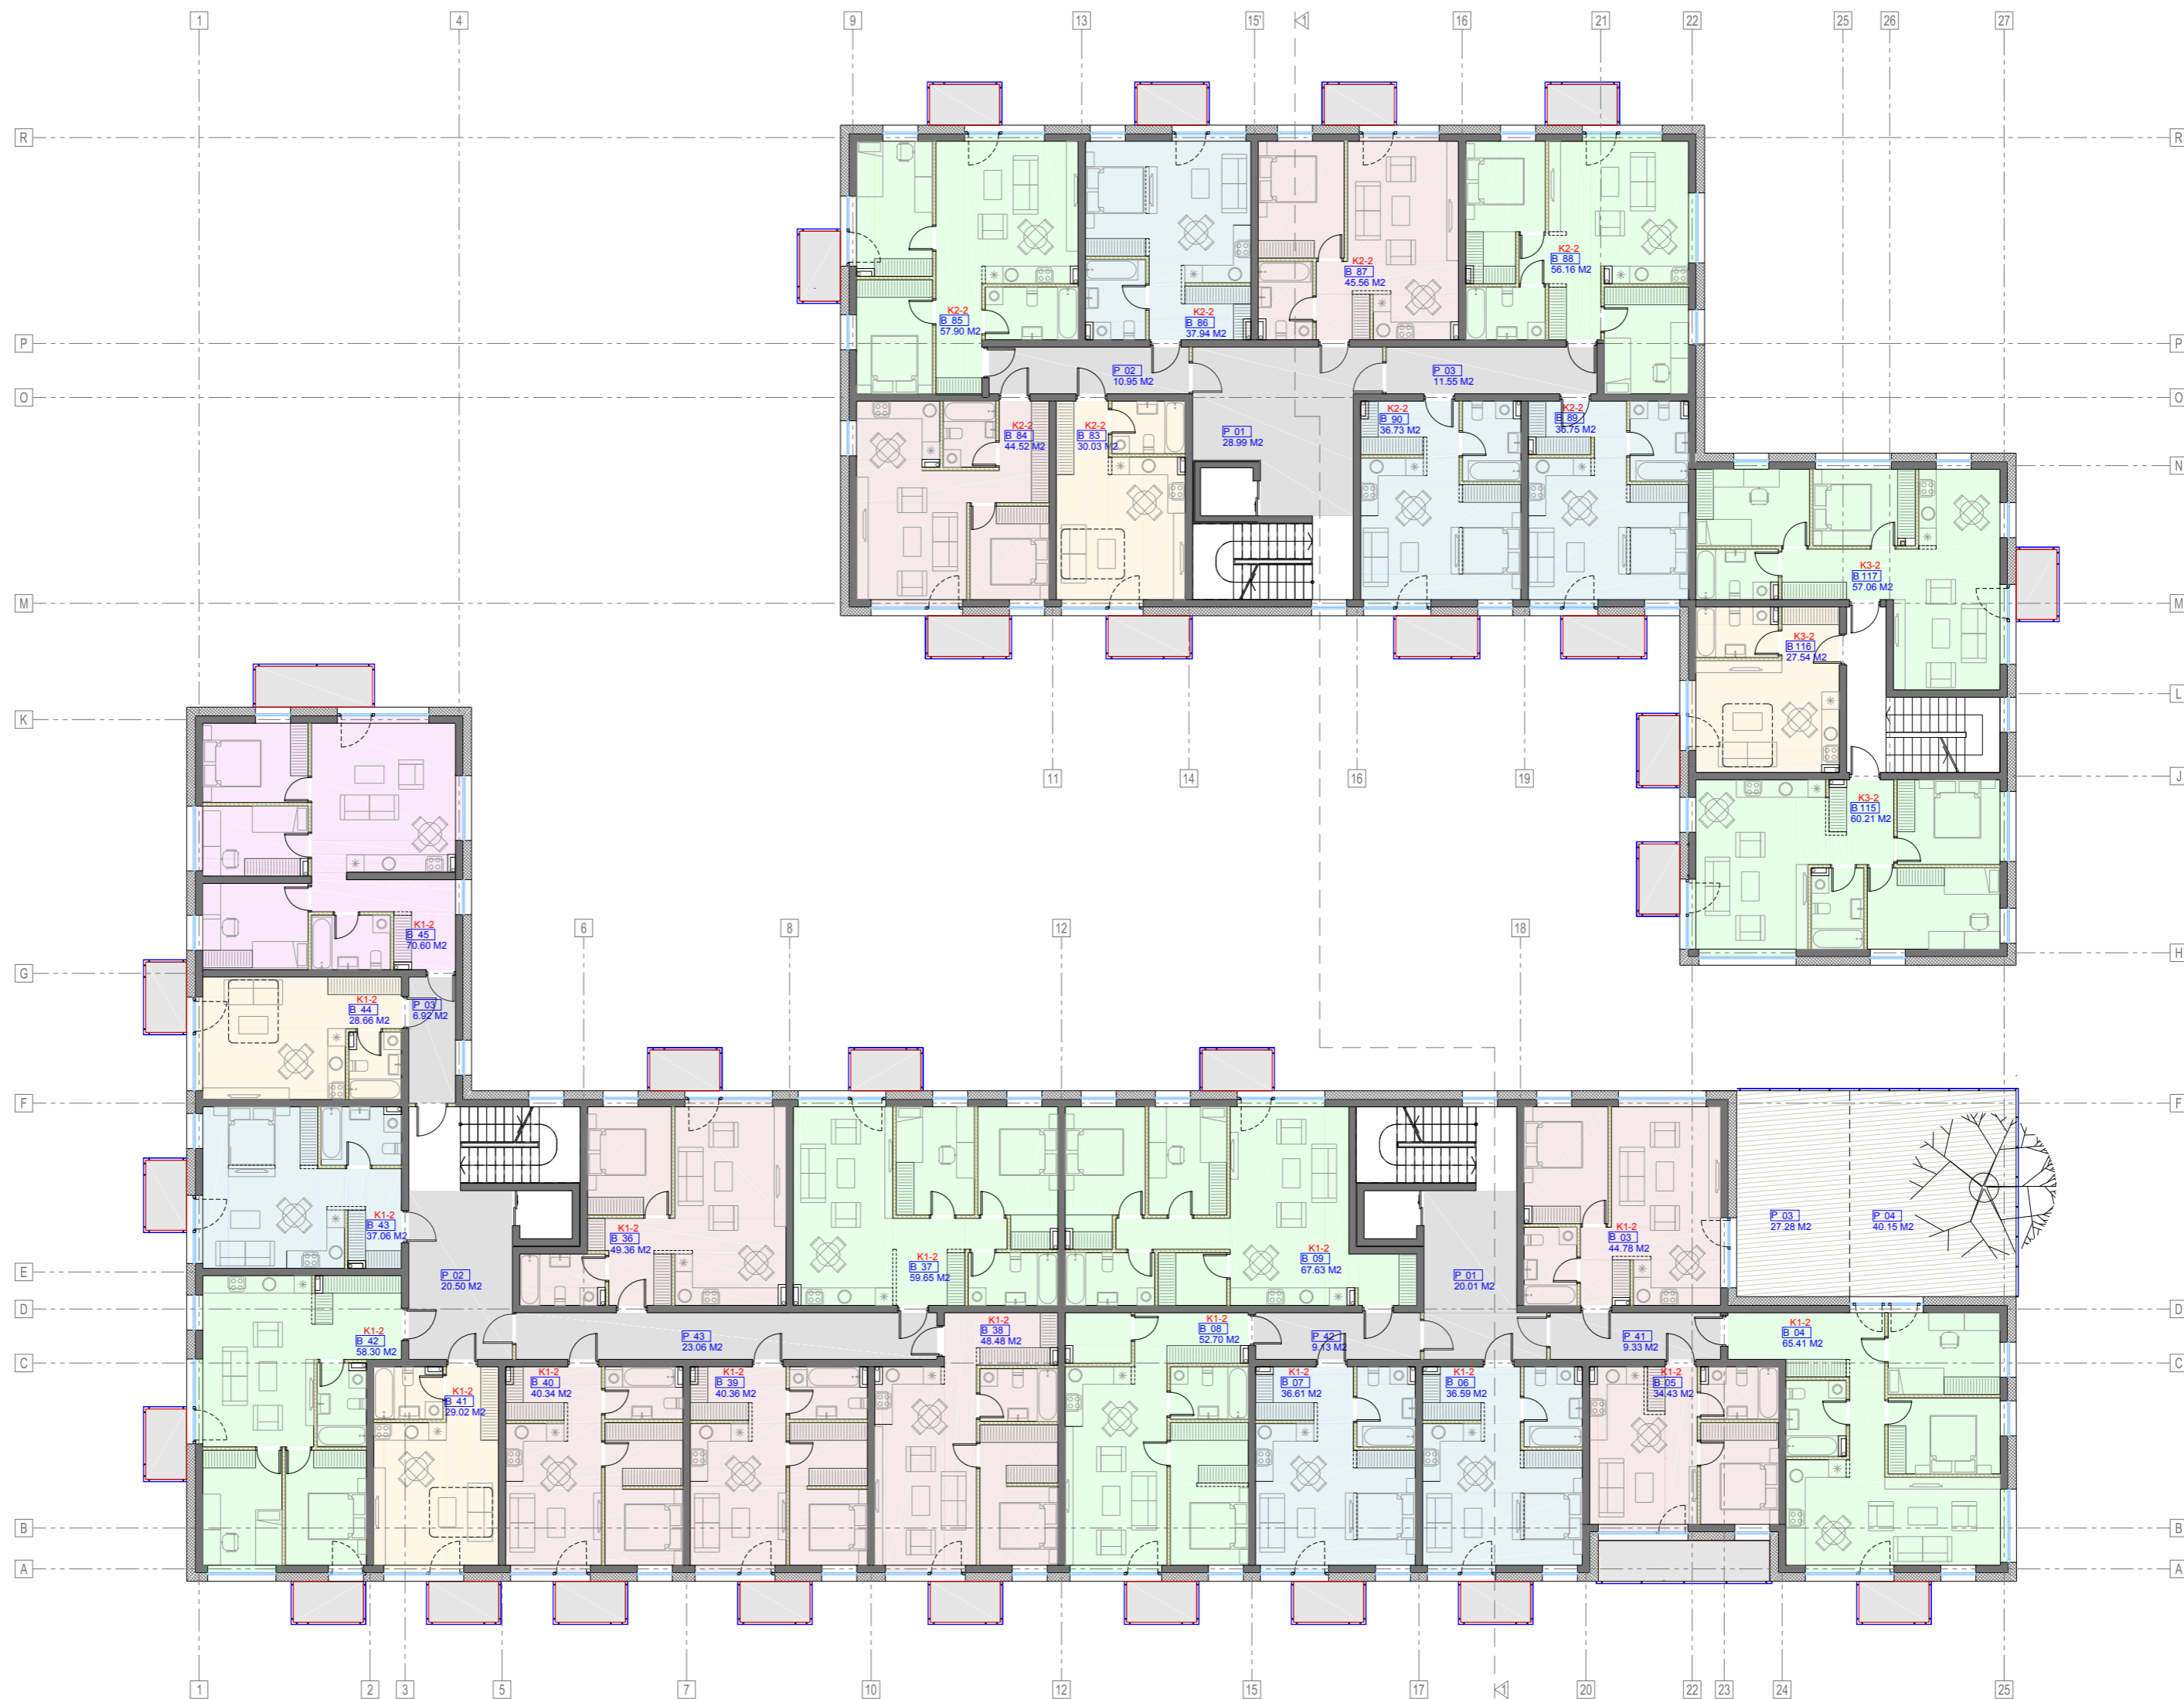 1
4
9
13
15'
1
16
21
22
25
26
27
R
R
K2-2
B 85
57.90 M2
K2-2
B 86
37.94 M2
K2-2
B 87
45.56 M2
K2-2
B 88
56.16 M2
P
P
P 02
10.95 M2
P 03
11.55 M2
O
O
K2-2
B 84
44.52 M2
K2-2
B 83
30.03 M2
P 01
28.99 M2
K2-2
B 90
36.73 M2
K2-2
B 89
36.75 M2
N
K3-2
B 117
57.06 M2
M
M
K3-2
B 116
27.54 M2
L
K
11
14
16
19
J
K3-2
B 115
60.21 M2
K1-2
B 45
70.60 M2
6
8
12
18
H
G
K1-2
B 44
28.66 M2
P 03
6.92 M2
F
F
K1-2
B 43
37.06 M2
K1-2
B 36
49.36 M2
K1-2
B 37
59.65 M2
K1-2
B 09
67.63 M2
K1-2
B 03
44.78 M2
P 03
27.28 M2
P 04
40.15 M2
E
P 02
20.50 M2
P 01
20.01 M2
D
D
K1-2
B 42
58.30 M2
P 43
23.06 M2
K1-2
B 38
48.48 M2
K1-2
B 08
52.70 M2
P 42
9.13 M2
P 41
9.33 M2
K1-2
B 04
65.41 M2
C
C
K1-2
B 41
29.02 M2
K1-2
B 40
40.34 M2
K1-2
B 39
40.36 M2
K1-2
B 07
36.61 M2
K1-2
B 06
36.59 M2
K1-2
B 05
34.43 M2
B
B
A
A
1
2
3
5
7
10
12
15
17
1
20
22
23
24
25